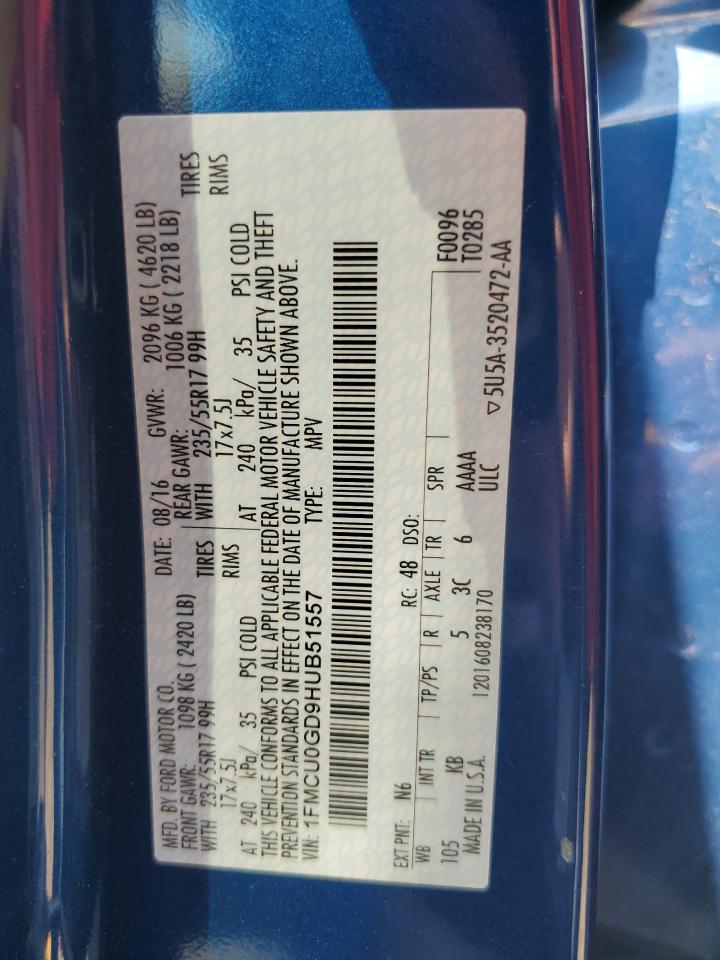 MFD. BY FORD MOTOR CO. DATE: 08/16 GVWR: 2096 KG ( 4620 LB)
FRONT GAWR: 1098 KG ( 2420 LB) REAR GAWR: 1006 KG ( 2218 LB)
WITH 235/55R17 99H TIRES WITH 235/55R17 99H TIRES
17x7.5J RIMS 17x7.5J RIMS
AT 240 kPa/ 35 PSI COLD AT 240 kPa/ 35 PSI COLD
THIS VEHICLE CONFORMS TO ALL APPLICABLE FEDERAL MOTOR VEHICLE SAFETY AND THEFT
PREVENTION STANDARDS IN EFFECT ON THE DATE OF MANUFACTURE SHOWN ABOVE.
VIN: 1FMCU0GD9HUB51557 TYPE: MPV
EXT PNT: N6 RC: 48 DSO: F0096
WB INT TR TP/PS R AXLE TR SPR T0285
105 KB 5 3C 6 AAAA
MADE IN U.S.A. 1201608238170 ULC ▽ 5U5A-3520472-AA